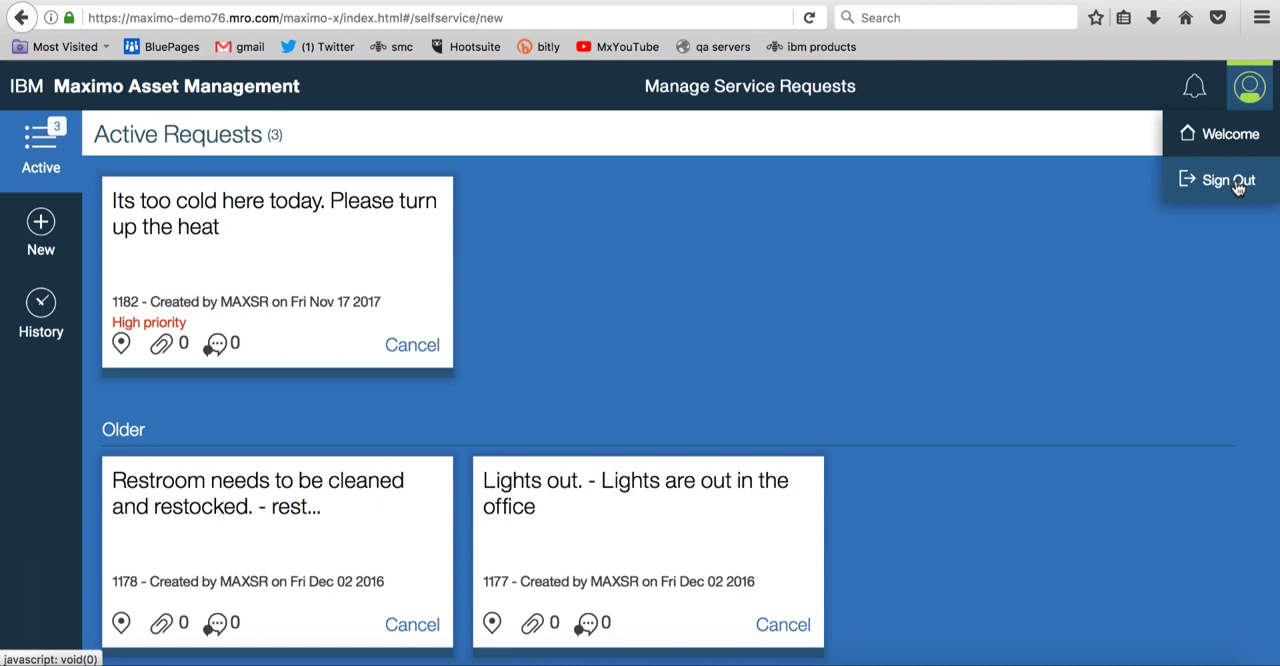 https://maximo-demo76.mro.com/maximo-x/index.html#/selfservice/new
Search
Most Visited
BluePages
gmail
(1) Twitter
smc
Hootsuite
bitly
MxYouTube
qa servers
ibm products
IBM Maximo Asset Management
Manage Service Requests
3
Active
New
History
Active Requests (3)
Welcome
Sign Out
Its too cold here today. Please turn
up the heat
1182 - Created by MAXSR on Fri Nov 17 2017
High priority
0 0 Cancel
Older
Restroom needs to be cleaned
and restocked. - rest...
1178 - Created by MAXSR on Fri Dec 02 2016
0 0 Cancel
Lights out. - Lights are out in the
office
1177 - Created by MAXSR on Fri Dec 02 2016
0 0 Cancel
javascript: void(0)